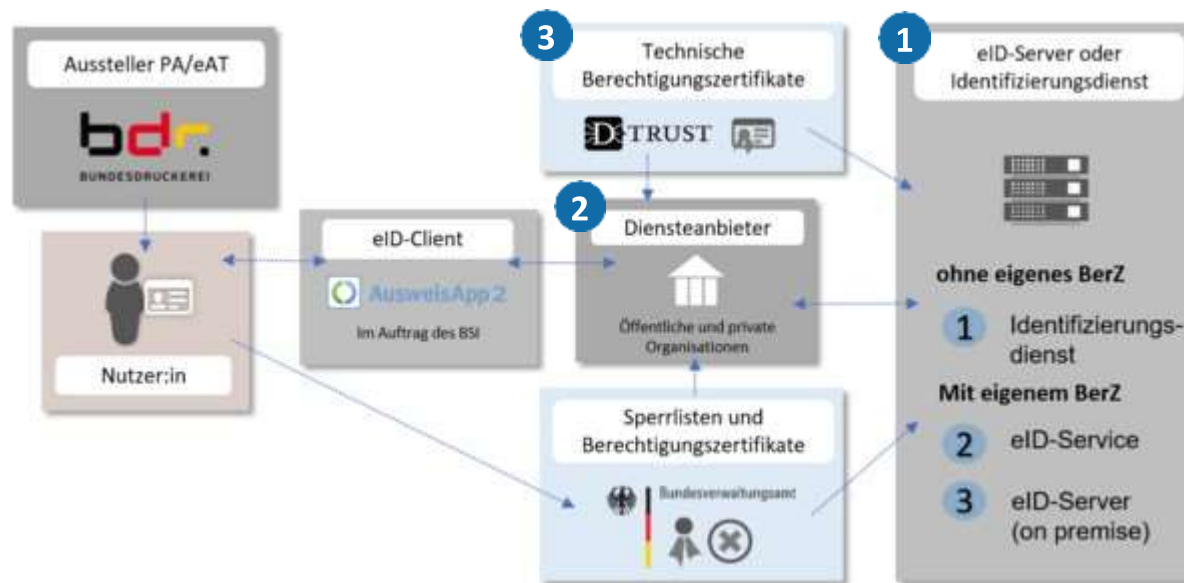 Aussteller PA/eAT
bdr.
BUNDESDRUCKEREI
Nutzer:in
eID-Client
AusweisApp2
Im Auftrag des BSI
3
Technische
Berechtigungszertifikate
D-TRUST
2
Diensteanbieter
Öffentliche und private
Organisationen
Sperrlisten und
Berechtigungszertifikate
Bundesverwaltungsamt
1
eID-Server oder
Identifizierungsdienst
ohne eigenes BerZ
1 Identifizierungs-
dienst
Mit eigenem BerZ
2 eID-Service
3 eID-Server
(on premise)